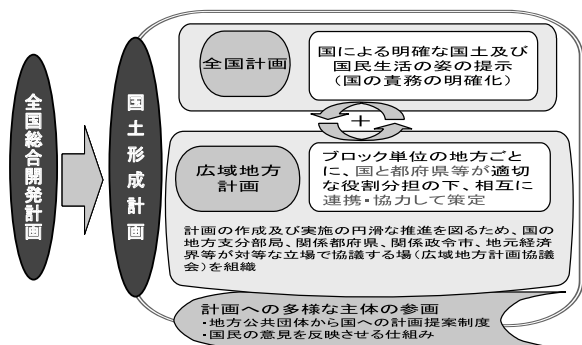 全国総合開発計画
国土形成計画
全国計画
国による明確な国土及び
国民生活の姿の提示
(国の責務の明確化)
+
広域地方
計画
ブロック単位の地方ごと
に、国と都府県等が適切
な役割分担の下、相互に
連携・協力して策定
計画の作成及び実施の円滑な推進を図るため、国の
地方支分部局、関係都府県、関係政令市、地元経済
界等が対等な立場で協議する場(広域地方計画協議
会)を組織
計画への多様な主体の参画
・地方公共団体から国への計画提案制度
・国民の意見を反映させる仕組み